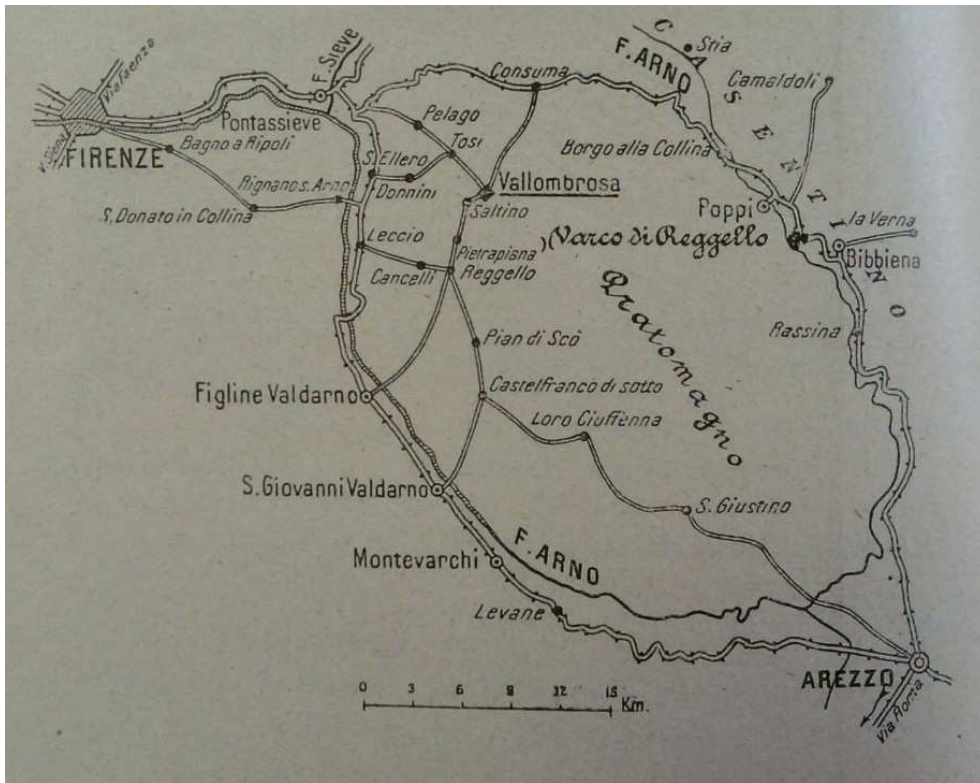 Via Faenza
F. Sieve
C A S E N T I N O
Stia
F. ARNO
Camaldoli
Consuma
Pontassieve
Pelago
V. Siena
FIRENZE
Bagno a Ripoli
Tosi
Borgo alla Collina
S. Ellero
Rignano s. Arno
Donnini
Vallombrosa
S. Donato in Collina
Saltino
Poppi
la Verna
Leccio
Pietrapiana
Varco di Reggello
Bibbiena
Cancelli
Reggello
Pratomagno
Rassina
Pian di Scò
Figline Valdarno
Castelfranco di sotto
Loro Ciuffenna
S. Giovanni Valdarno
S. Giustino
F. ARNO
Montevarchi
Levane
AREZZO
0 3 6 9 12 15
Km.
Via Roma